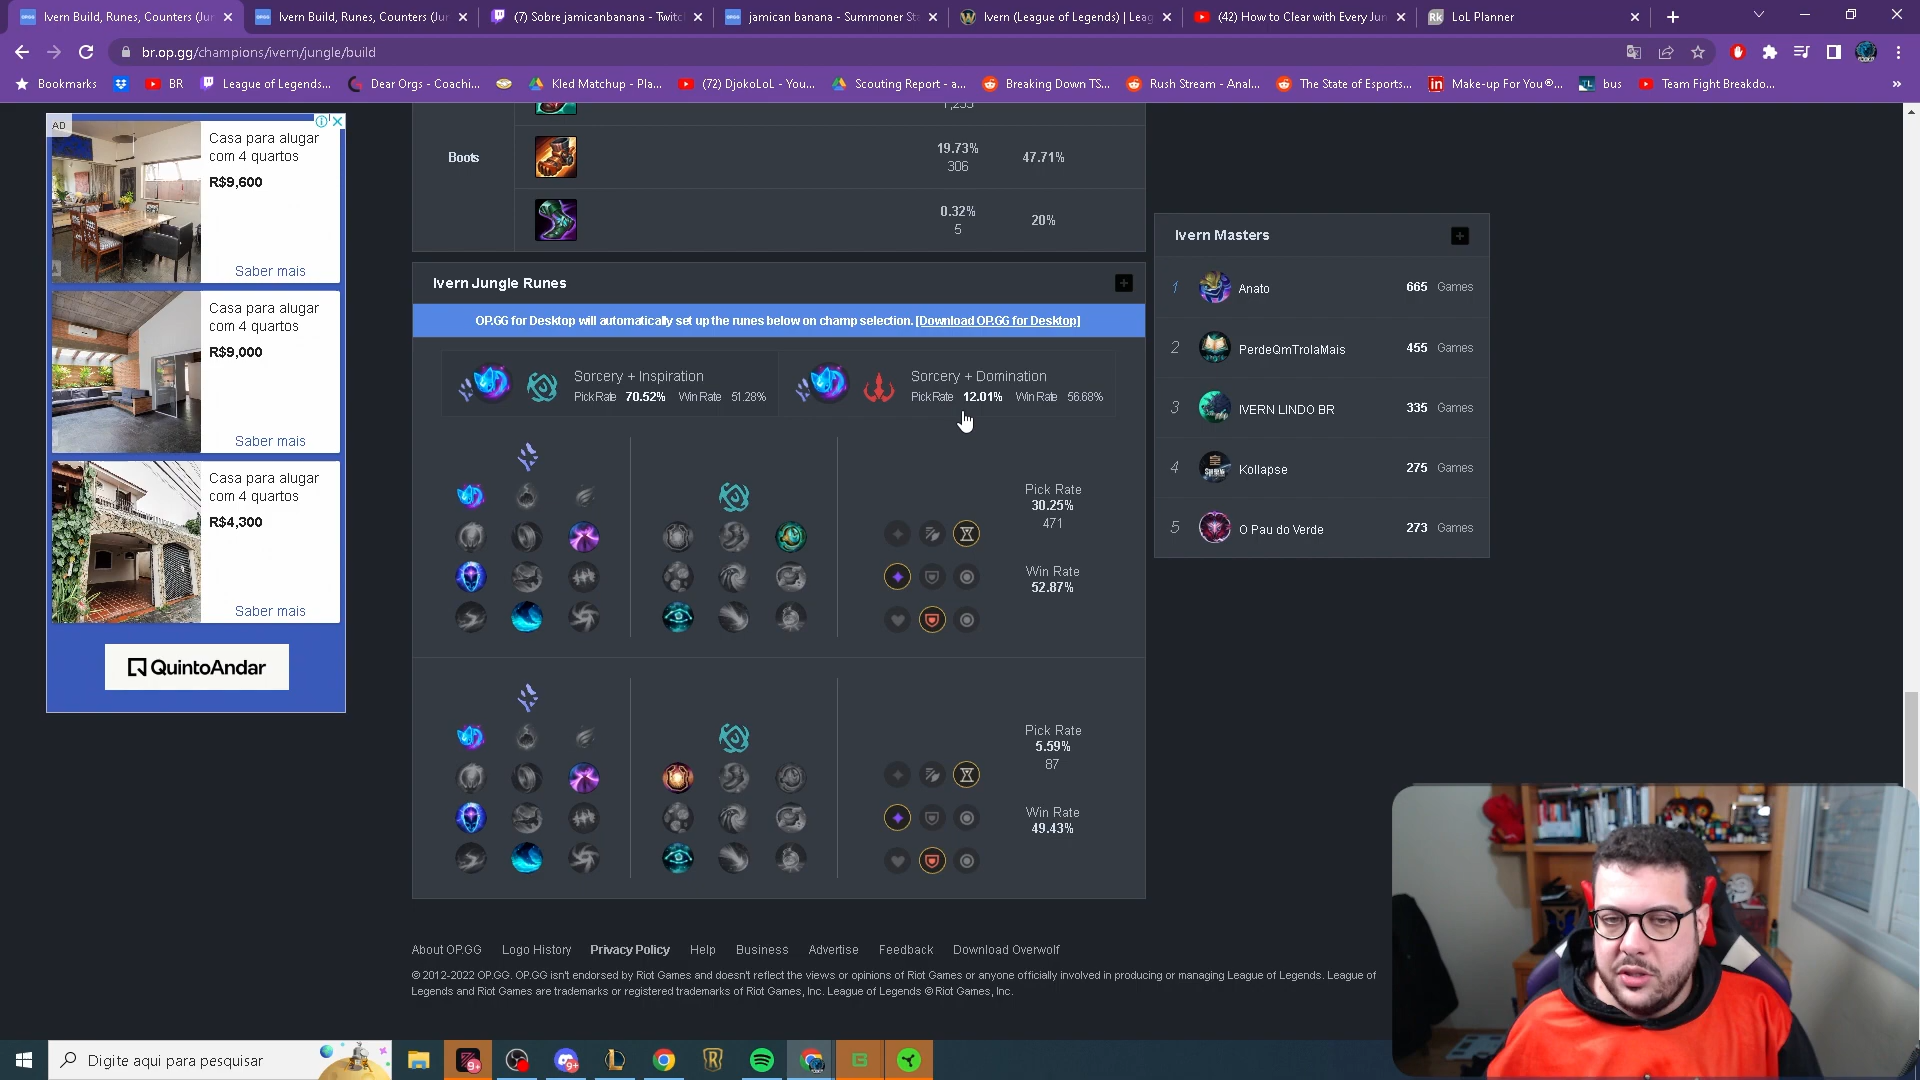 Ivern Build, Runes, Counters (Jun
Ivern Build, Runes, Counters (Jun
(7) Sobre jamicanbanana - Twitch
jamican banana - Summoner Sta
Ivern (League of Legends) | Leag
(42) How to Clear with Every Jun
LoL Planner
br.op.gg/champions/ivern/jungle/build
Bookmarks
BR
League of Legends...
Dear Orgs - Coachi...
Kled Matchup - Pla...
(72) DjokoLoL - You...
Scouting Report - a...
Breaking Down TS...
Rush Stream - Anal...
The State of Esports...
Make-up For You®...
bus
Team Fight Breakdo...
AD
Casa para alugar
com 4 quartos
R$9,600
Saber mais
Casa para alugar
com 4 quartos
R$9,000
Saber mais
Casa para alugar
com 4 quartos
R$4,300
Saber mais
QuintoAndar
Boots
19.73%
306
47.71%
0.32%
5
20%
Ivern Jungle Runes
OP.GG for Desktop will automatically set up the runes below on champ selection. [Download OP.GG for Desktop]
Sorcery + Inspiration
Pick Rate 70.52% Win Rate 51.28%
Sorcery + Domination
Pick Rate 12.01% Win Rate 56.68%
Pick Rate
30.25%
471
Win Rate
52.87%
Pick Rate
5.59%
87
Win Rate
49.43%
Ivern Masters
1 Anato 665 Games
2 PerdeQmTrolaMais 455 Games
3 IVERN LINDO BR 335 Games
4 Kollapse 275 Games
5 O Pau do Verde 273 Games
About OP.GG Logo History Privacy Policy Help Business Advertise Feedback Download Overwolf
© 2012-2022 OP.GG. OP.GG isn't endorsed by Riot Games and doesn't reflect the views or opinions of Riot Games or anyone officially involved in producing or managing League of Legends. League of
Legends and Riot Games are trademarks or registered trademarks of Riot Games, Inc. League of Legends © Riot Games, Inc.
Digite aqui para pesquisar